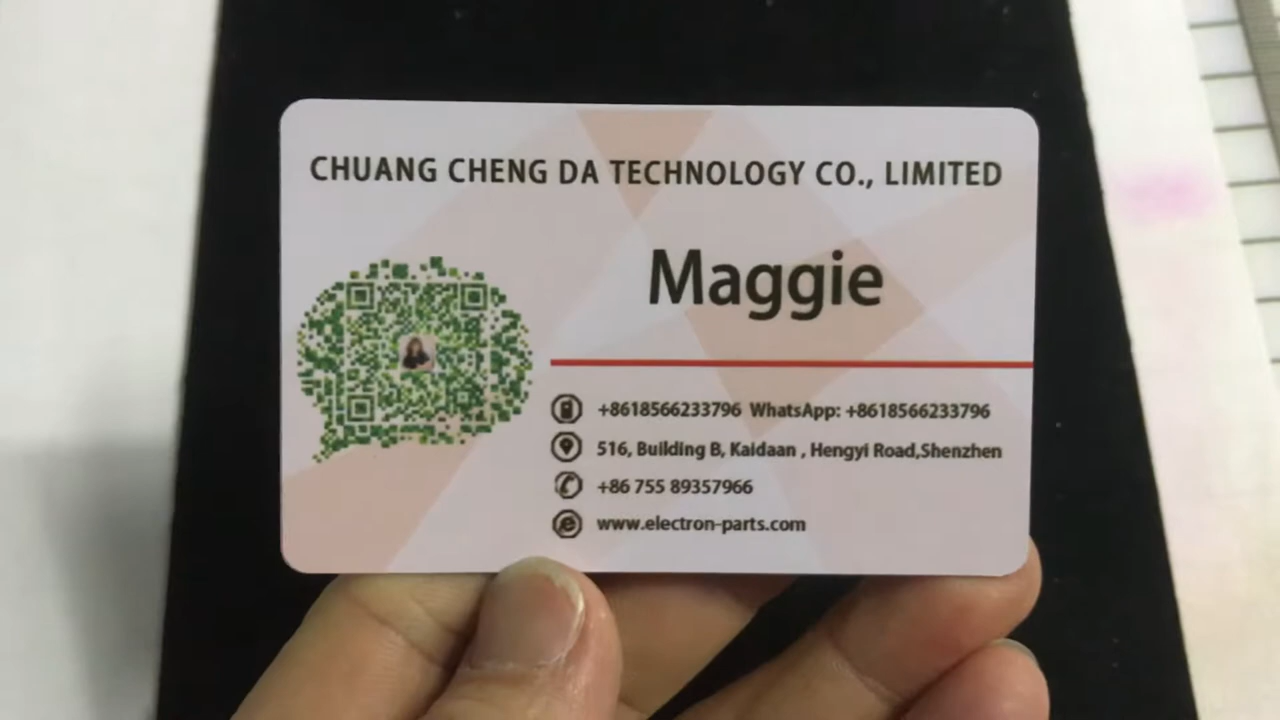 CHUANG CHENG DA TECHNOLOGY CO., LIMITED
Maggie
+8618566233796 WhatsApp: +8618566233796
516, Building B, Kaidaan , Hengyi Road,Shenzhen
+86 755 89357966
www.electron-parts.com